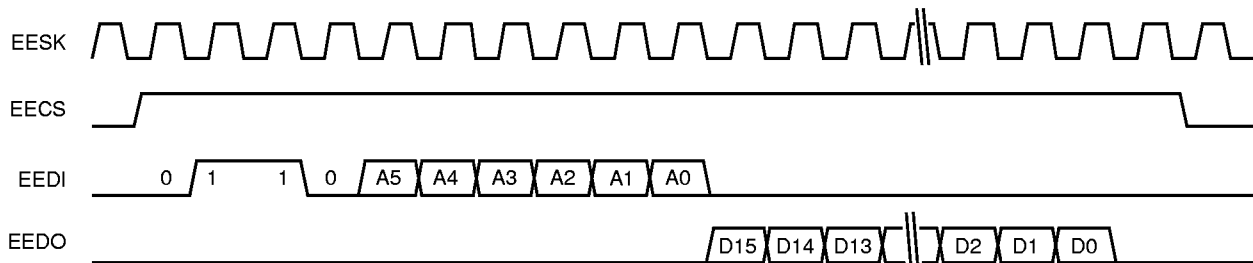 EESK
EECS
EEDI 0 1 1 0 A5 A4 A3 A2 A1 A0
EEDO D15 D14 D13 D2 D1 D0